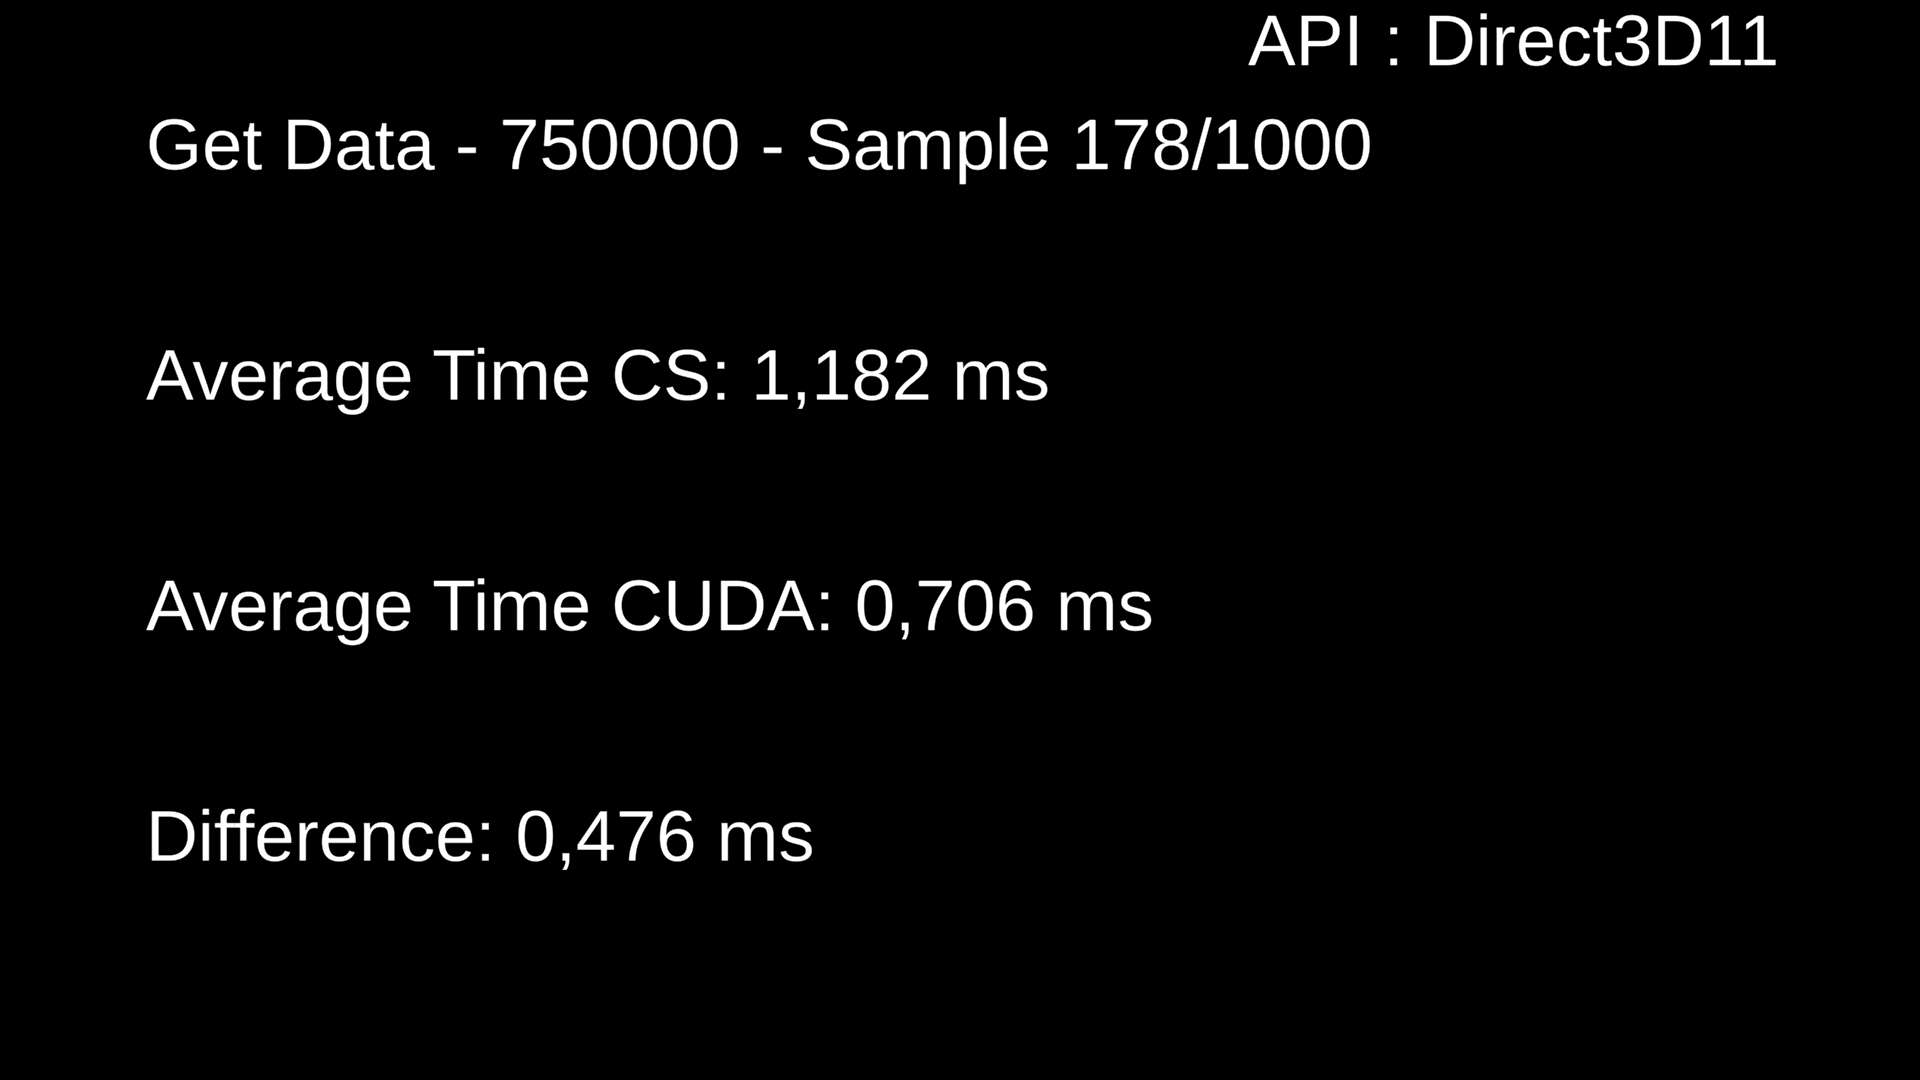 API : Direct3D11
Get Data - 750000 - Sample 178/1000
Average Time CS: 1,182 ms
Average Time CUDA: 0,706 ms
Difference: 0,476 ms